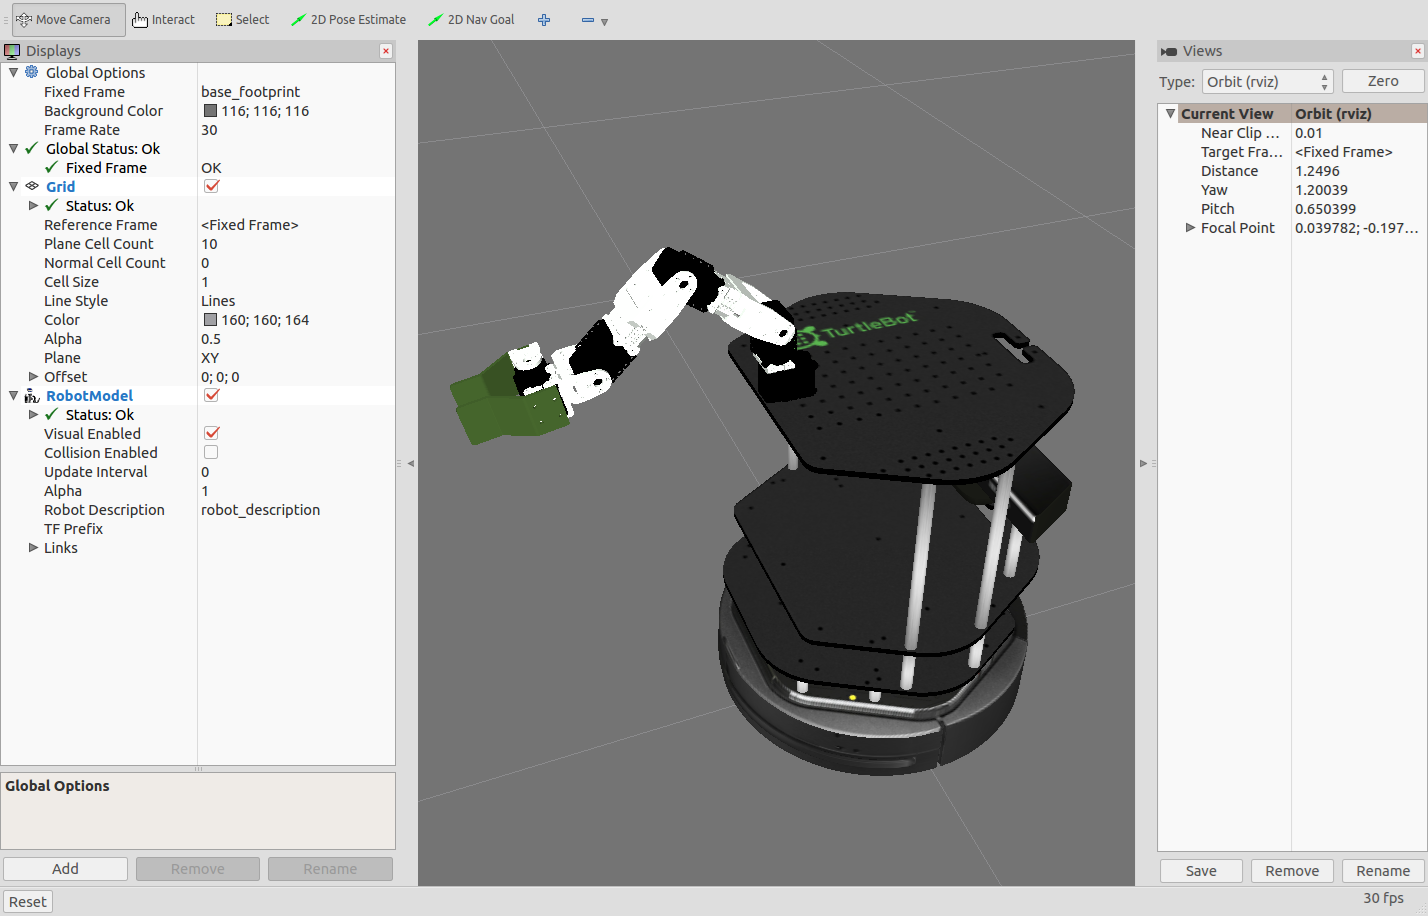 Move Camera Interact Select 2D Pose Estimate 2D Nav Goal
Displays
Global Options
Fixed Frame base_footprint
Background Color 116; 116; 116
Frame Rate 30
Global Status: Ok
Fixed Frame OK
Grid
Status: Ok
Reference Frame <Fixed Frame>
Plane Cell Count 10
Normal Cell Count 0
Cell Size 1
Line Style Lines
Color 160; 160; 164
Alpha 0.5
Plane XY
Offset 0; 0; 0
RobotModel
Status: Ok
Visual Enabled
Collision Enabled
Update Interval 0
Alpha 1
Robot Description robot_description
TF Prefix
Links
Global Options
Add Remove Rename
Reset
TurtleBot
Views
Type: Orbit (rviz) Zero
Current View Orbit (rviz)
Near Clip ... 0.01
Target Fra... <Fixed Frame>
Distance 1.2496
Yaw 1.20039
Pitch 0.650399
Focal Point 0.039782; -0.197...
Save Remove Rename
30 fps